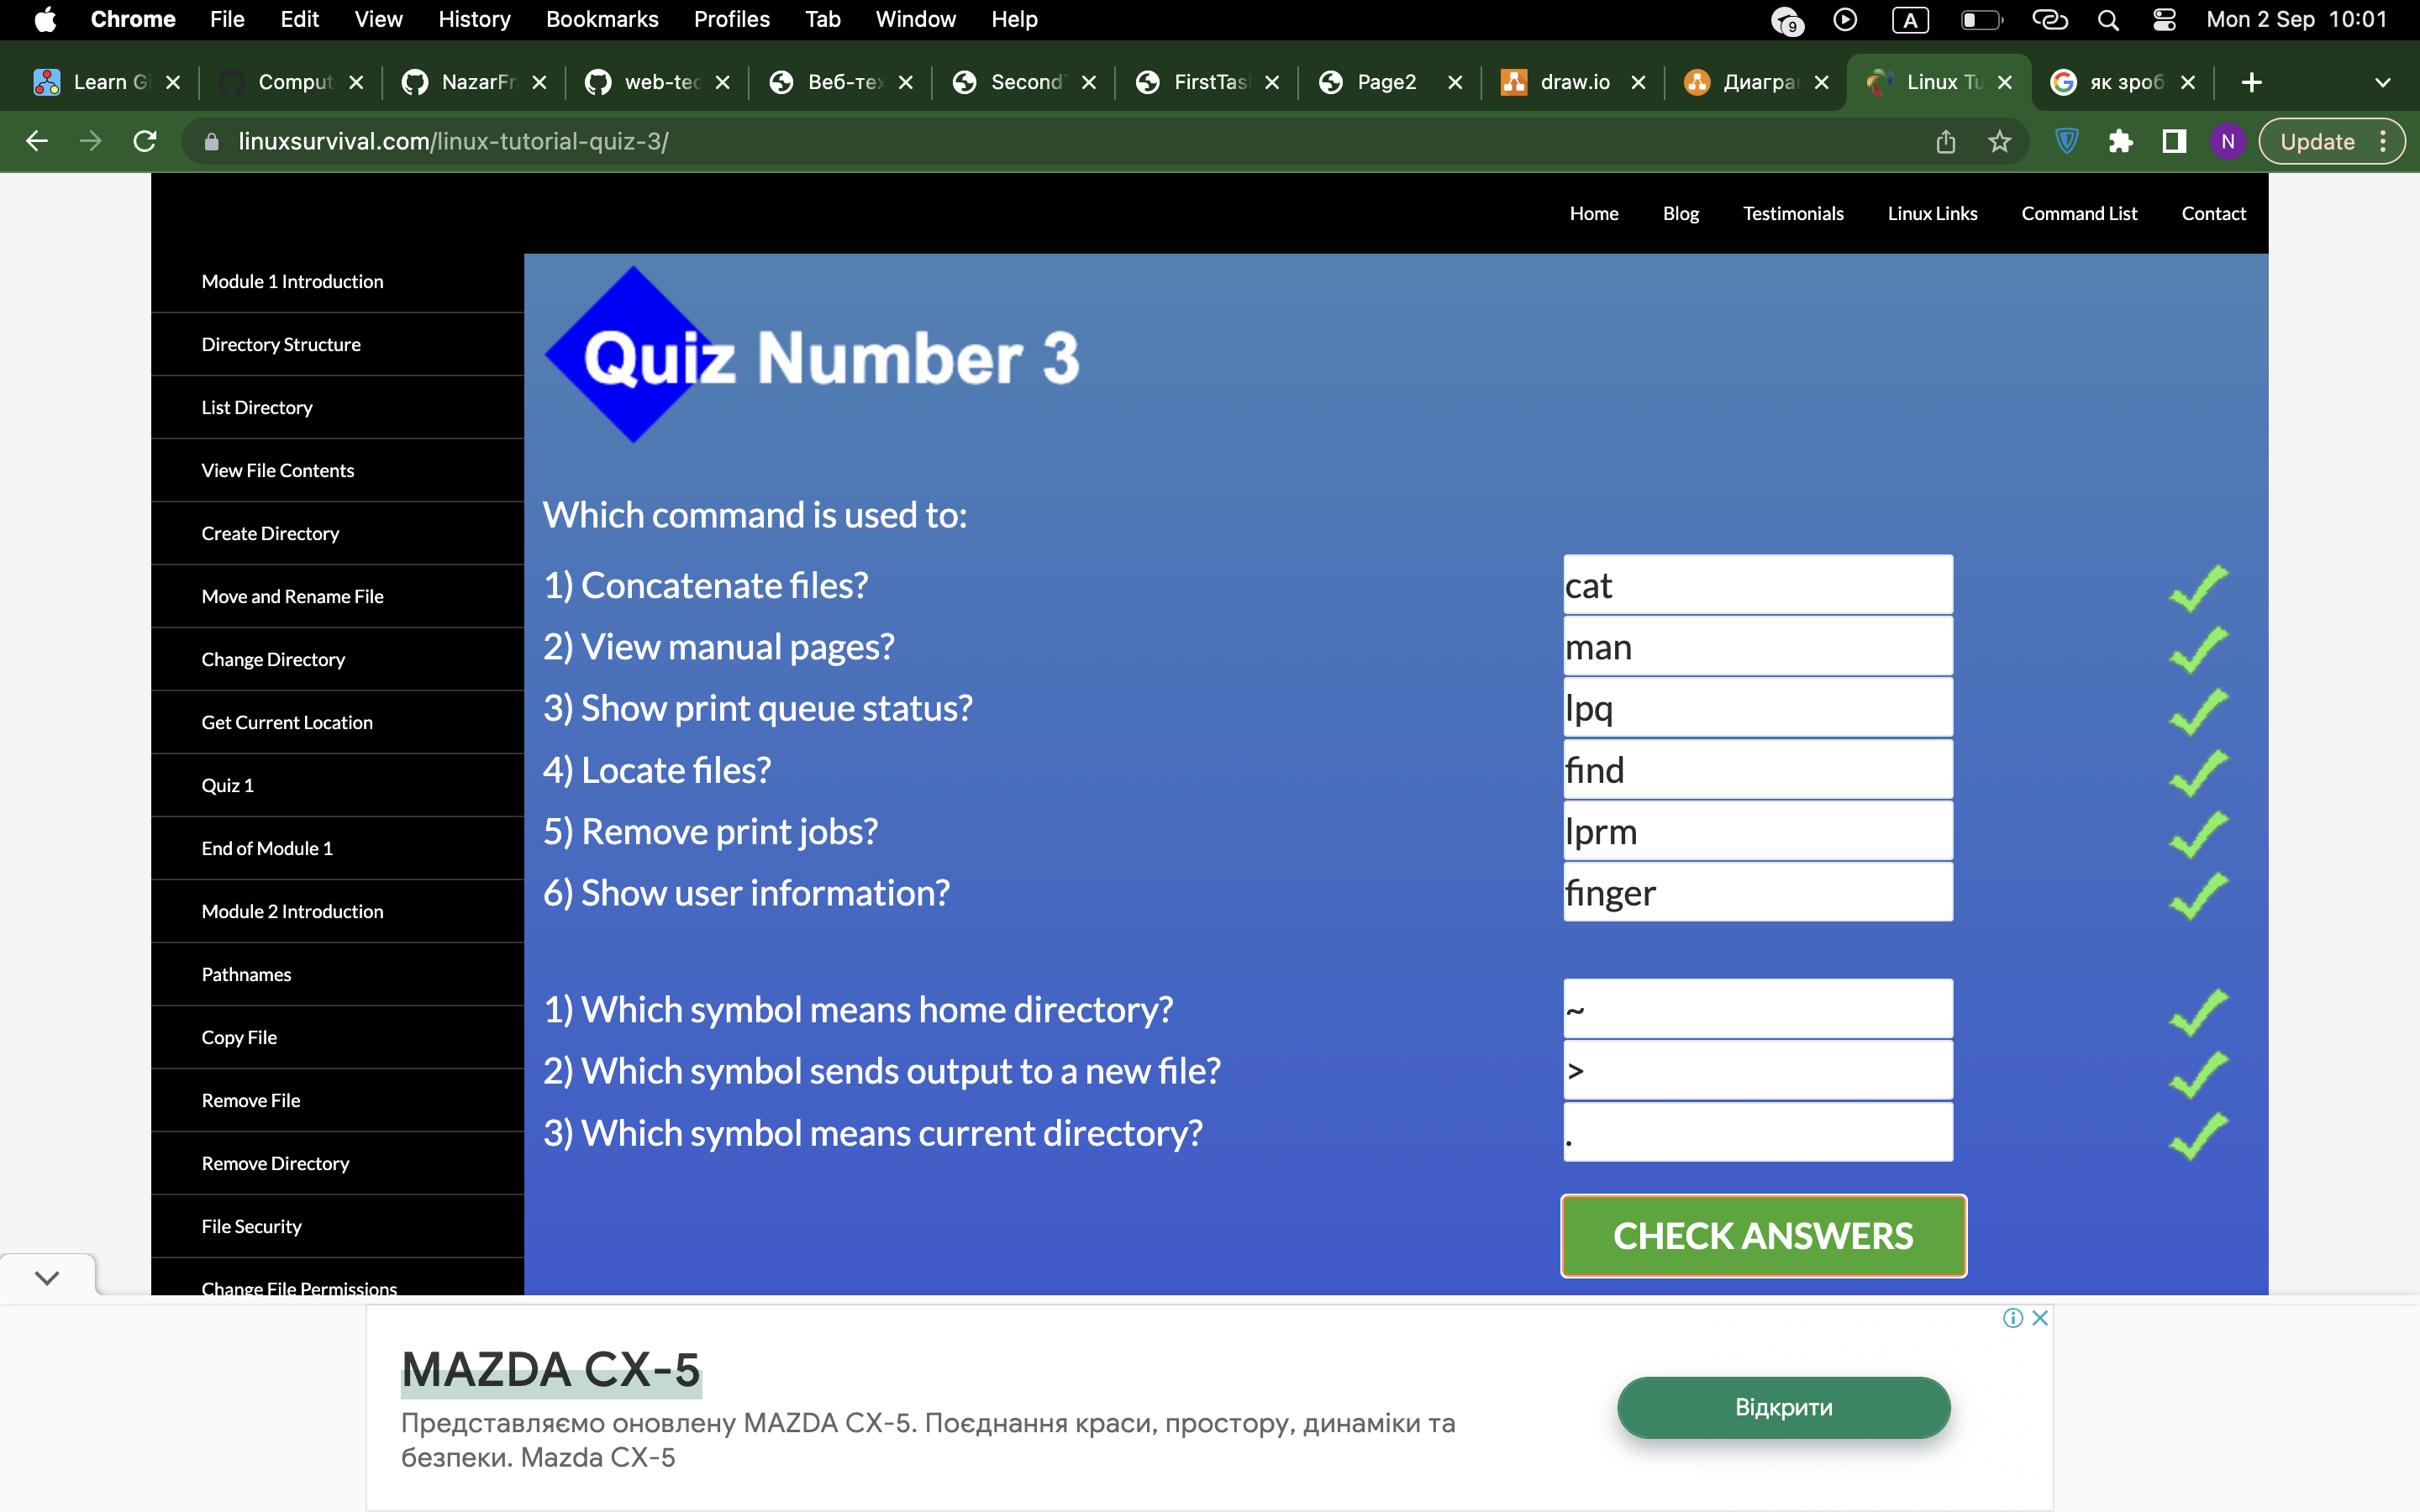 Chrome File Edit View History Bookmarks Profiles Tab Window Help 9 A Mon 2 Sep 10:01
Learn Gi Comput NazarFr web-tec Веб-тех Second FirstTas Page2 draw.io Диагра Linux Tu як зроб
linuxsurvival.com/linux-tutorial-quiz-3/ N Update
Home Blog Testimonials Linux Links Command List Contact
Module 1 Introduction
Directory Structure
List Directory
View File Contents
Create Directory
Move and Rename File
Change Directory
Get Current Location
Quiz 1
End of Module 1
Module 2 Introduction
Pathnames
Copy File
Remove File
Remove Directory
File Security
Change File Permissions
Quiz Number 3
Which command is used to:
1) Concatenate files? cat
2) View manual pages? man
3) Show print queue status? lpq
4) Locate files? find
5) Remove print jobs? lprm
6) Show user information? finger
1) Which symbol means home directory? ~
2) Which symbol sends output to a new file? >
3) Which symbol means current directory? .
CHECK ANSWERS
MAZDA CX-5
Представляємо оновлену MAZDA CX-5. Поєднання краси, простору, динаміки та
безпеки. Mazda CX-5
Відкрити